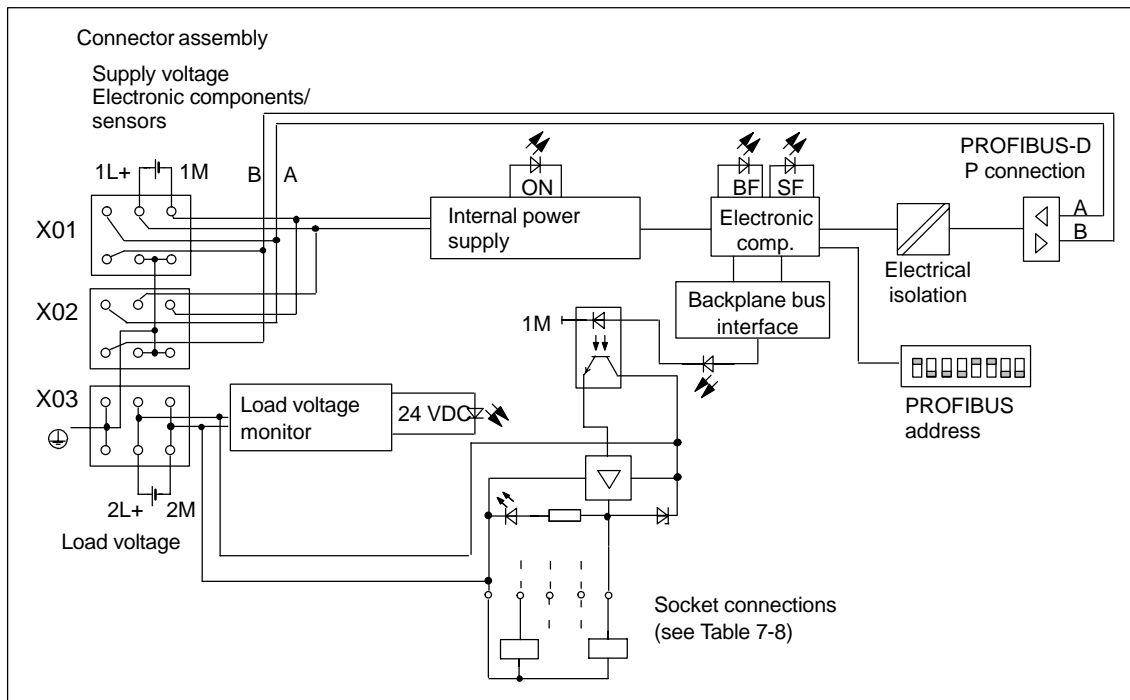 Connector assembly
Supply voltage
Electronic components/
sensors
1L+ 1M
B A
ON
BF SF
PROFIBUS-D
P connection
X01
Internal power
supply
Electronic
comp.
A
B
Electrical
isolation
X02
Backplane bus
interface
1M
X03
Load voltage
monitor
24 VDC
PROFIBUS
address
2L+ 2M
Load voltage
Socket connections
(see Table 7-8)